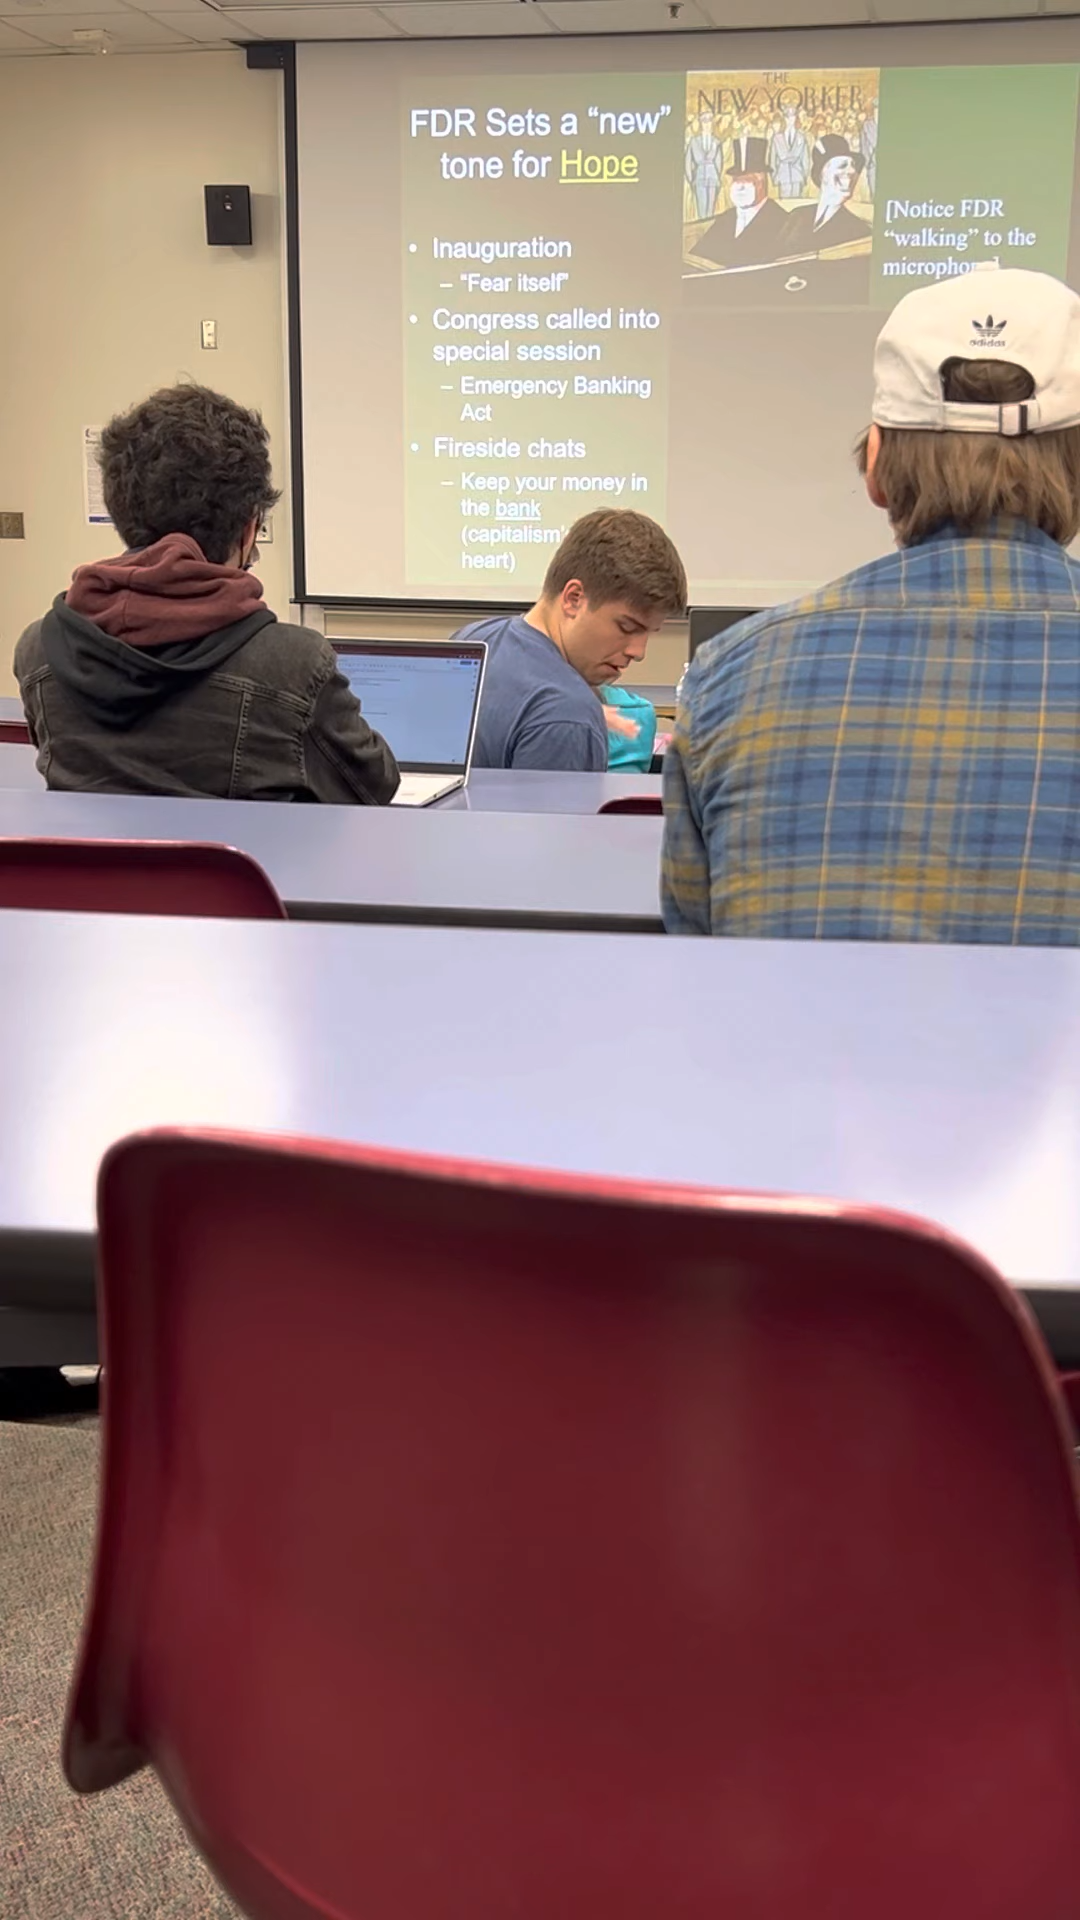 FDR Sets a “new”
tone for Hope
• Inauguration
– “Fear itself”
• Congress called into
special session
– Emergency Banking
Act
• Fireside chats
– Keep your money in
the bank
(capitalism’
heart)
THE
NEW YORKER
[Notice FDR
“walking” to the
adidas